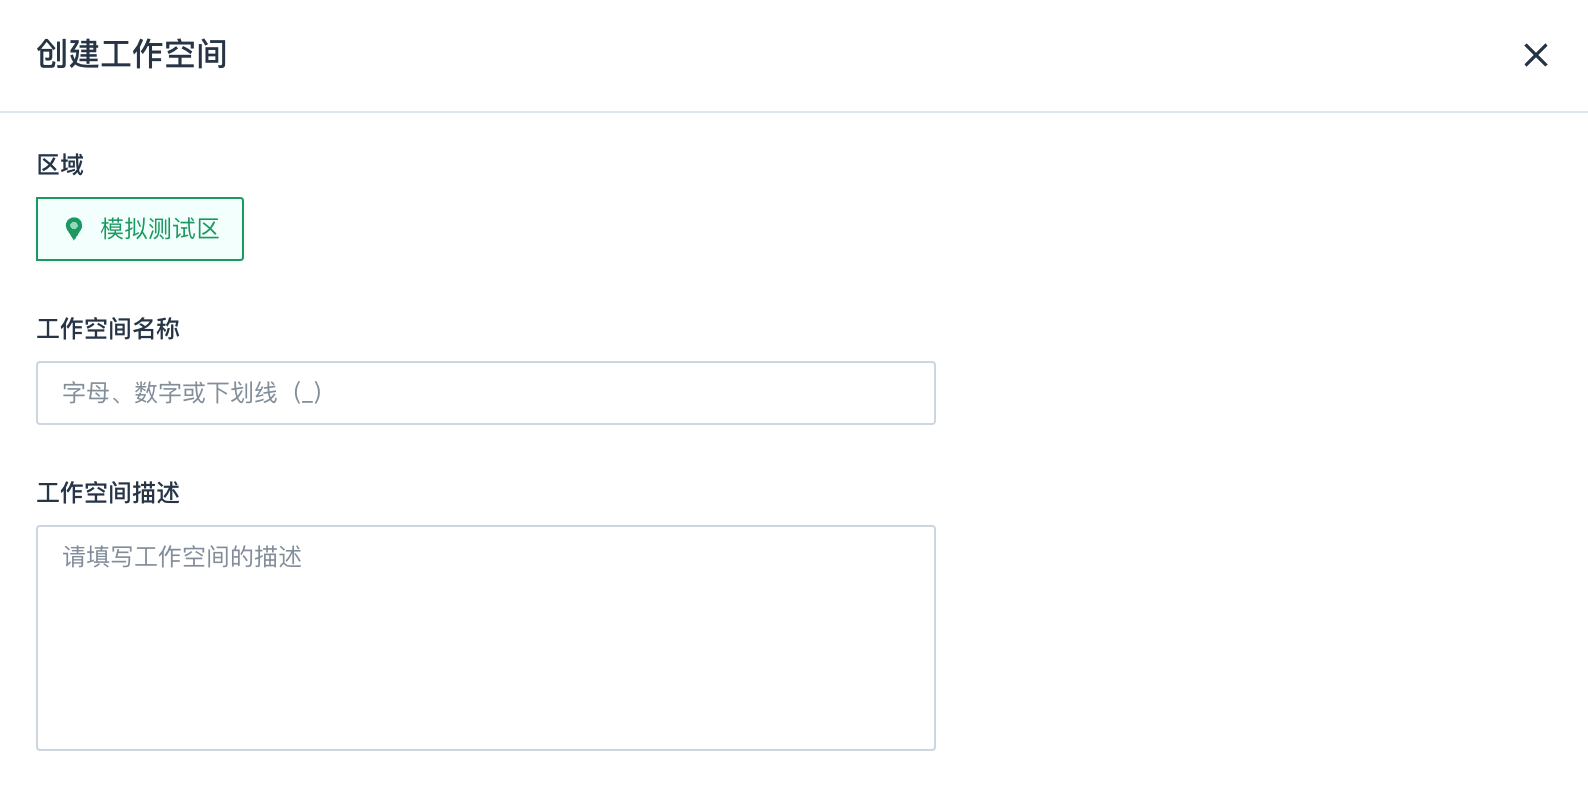 创建工作空间
区域
模拟测试区
工作空间名称
字母、数字或下划线（_）
工作空间描述
请填写工作空间的描述